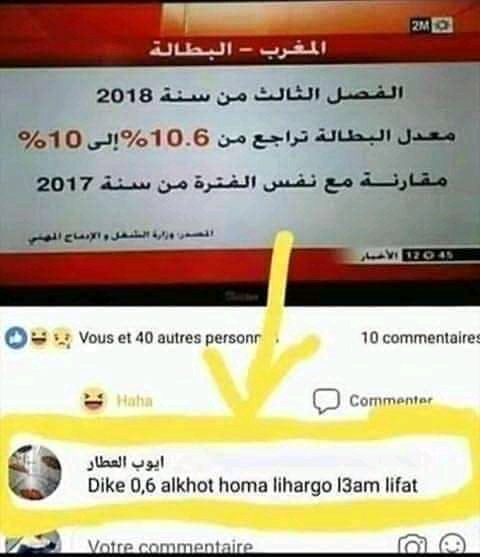 2M
المغرب - البطالة
الفصل الثالث من سنة 2018
معدل البطالة تراجع من 10.6%إلى 10%
مقارنة مع نفس الفترة من سنة 2017
المصدر: وزارة الشغل و الإدماج المهني
الأخبار 12 45
Vous et 40 autres personn
10 commentaires
Haha
Commenter
ايوب العطار
Dike 0,6 alkhot homa lihargo l3am lifat
Votre commentaire